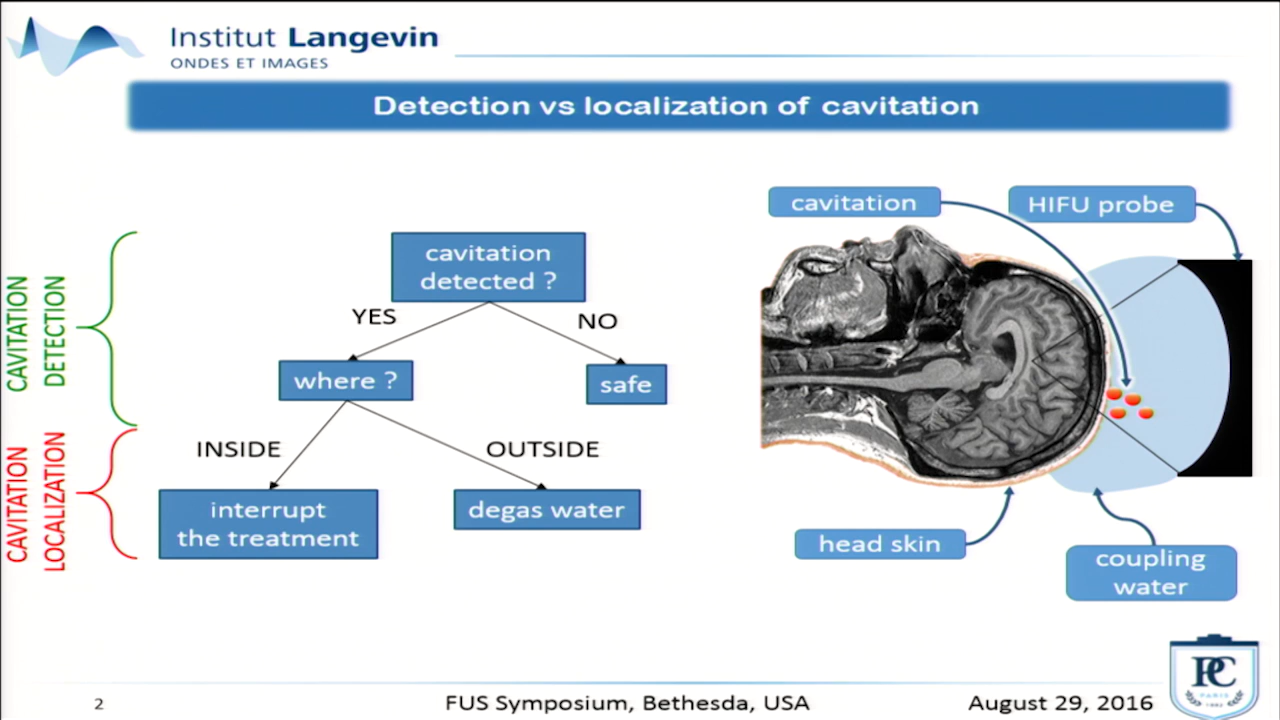 Institut Langevin
ONDES ET IMAGES
Detection vs localization of cavitation
CAVITATION
DETECTION
CAVITATION
LOCALIZATION
cavitation
detected ?
YES
NO
where ?
safe
INSIDE
OUTSIDE
interrupt
the treatment
degas water
cavitation
HIFU probe
head skin
coupling
water
PC
PARIS
2
FUS Symposium, Bethesda, USA
August 29, 2016